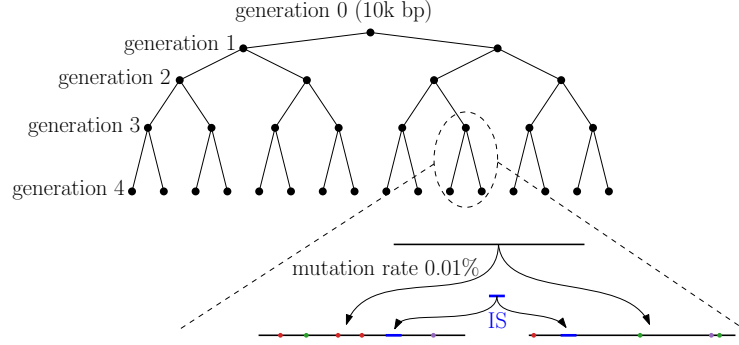 generation 0 (10k bp)
generation 1
generation 2
generation 3
generation 4
mutation rate 0.01%
IS